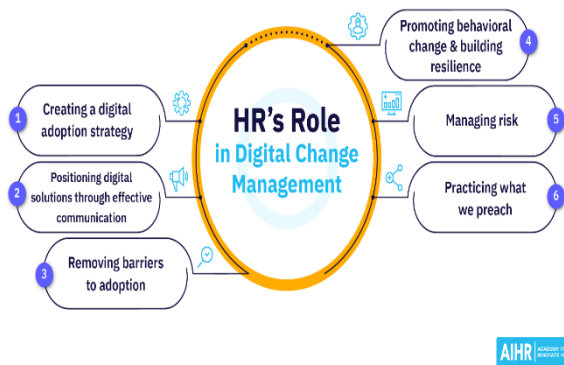 HR's Role
in Digital Change
Management
1
Creating a digital
adoption strategy
2
Positioning digital
solutions through effective
communication
3
Removing barriers
to adoption
4
Promoting behavioral
change & building
resilience
5
Managing risk
6
Practicing what
we preach
AIHR
ACADEMY
INNOVATE